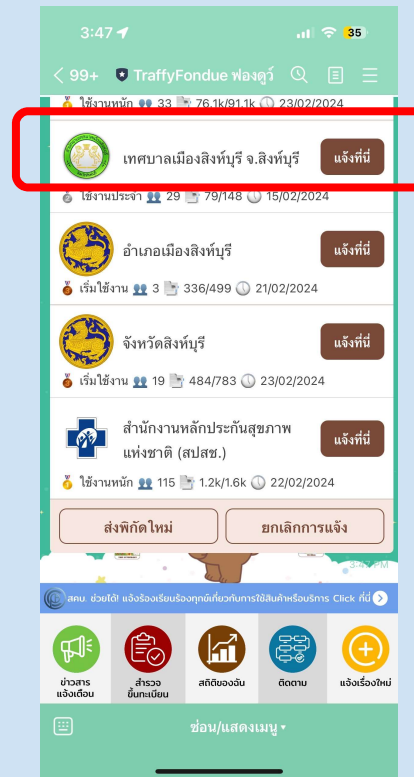 3:47
35
99+ TraffyFondue ฟองดูว์
ใช้งานหนัก 33 76.1k/91.1k 23/02/2024
เทศบาลเมืองสิงห์บุรี จ.สิงห์บุรี
แจ้งที่นี่
ใช้งานประจำ 29 79/148 15/02/2024
อำเภอเมืองสิงห์บุรี
แจ้งที่นี่
เริ่มใช้งาน 3 336/499 21/02/2024
จังหวัดสิงห์บุรี
แจ้งที่นี่
เริ่มใช้งาน 19 484/783 23/02/2024
สำนักงานหลักประกันสุขภาพ
แห่งชาติ (สปสช.)
แจ้งที่นี่
ใช้งานหนัก 115 1.2k/1.6k 22/02/2024
ส่งพิกัดใหม่
ยกเลิกการแจ้ง
3:47 PM
สคบ. ช่วยได้! แจ้งร้องเรียนร้องทุกข์เกี่ยวกับการใช้สินค้าหรือบริการ Click ที่นี่
ข่าวสาร
แจ้งเตือน
สำรวจ
ขึ้นทะเบียน
สถิติของฉัน
ติดตาม
แจ้งเรื่องใหม่
ซ่อน/แสดงเมนู